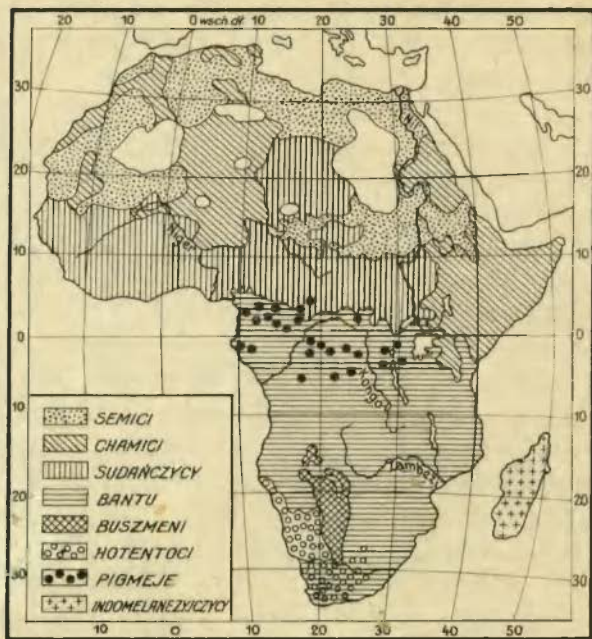 20 10 0 wsch. dł. 10 20 30 40 50
30 30
20 20
10 10
Niger
0 0
Kongo
10 10
Zambezi
20 20
30 30
SEMICI
CHAMICI
SUDAŃCZYCY
BANTU
BUSZMENI
HOTENTOCI
PIGMEJE
INDOMELANEZYJCZYCY
10 0 10 20 30 40 50